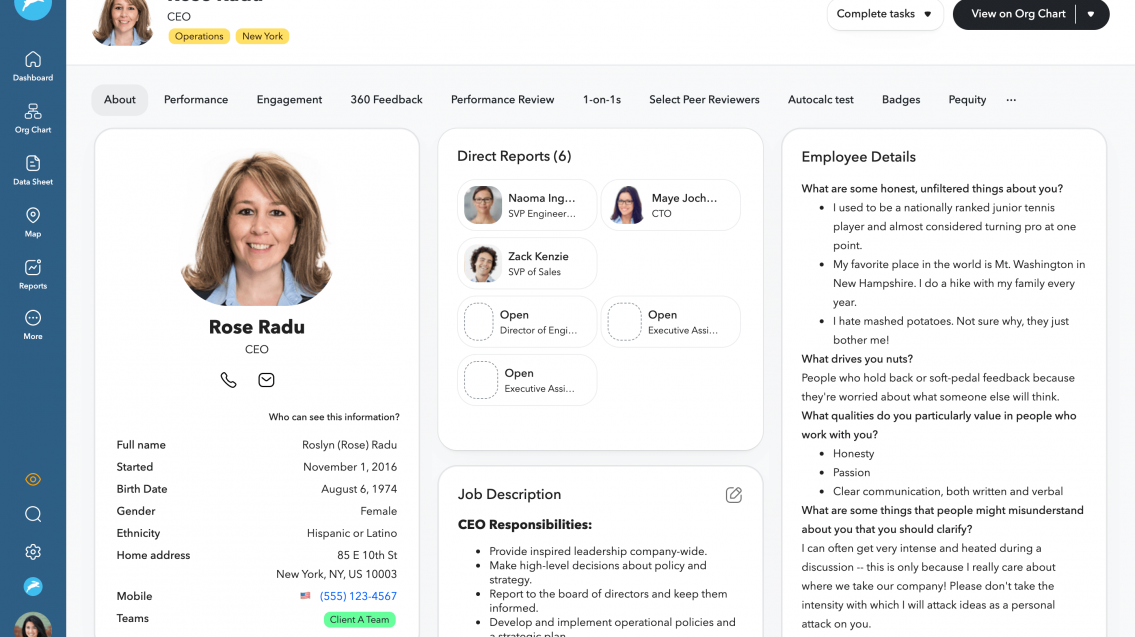 CEO
Operations
New York
Complete tasks
View on Org Chart
Dashboard
Org Chart
Data Sheet
Map
Reports
More
About
Performance
Engagement
360 Feedback
Performance Review
1-on-1s
Select Peer Reviewers
Autocalc test
Badges
Pequity
...
Rose Radu
CEO
Who can see this information?
Full name Roslyn (Rose) Radu
Started November 1, 2016
Birth Date August 6, 1974
Gender Female
Ethnicity Hispanic or Latino
Home address 85 E 10th St
New York, NY, US 10003
Mobile (555) 123-4567
Teams Client A Team
Direct Reports (6)
Naoma Ing...
SVP Engineer...
Maye Joch...
CTO
Zack Kenzie
SVP of Sales
Open
Director of Engi...
Open
Executive Assi...
Open
Executive Assi...
Job Description
CEO Responsibilities:
• Provide inspired leadership company-wide.
• Make high-level decisions about policy and
strategy.
• Report to the board of directors and keep them
informed.
• Develop and implement operational policies and
a strategic plan
Employee Details
What are some honest, unfiltered things about you?
• I used to be a nationally ranked junior tennis
player and almost considered turning pro at one
point.
• My favorite place in the world is Mt. Washington in
New Hampshire. I do a hike with my family every
year.
• I hate mashed potatoes. Not sure why, they just
bother me!
What drives you nuts?
People who hold back or soft-pedal feedback because
they're worried about what someone else will think.
What qualities do you particularly value in people who
work with you?
• Honesty
• Passion
• Clear communication, both written and verbal
What are some things that people might misunderstand
about you that you should clarify?
I can often get very intense and heated during a
discussion -- this is only because I really care about
where we take our company! Please don't take the
intensity with which I will attack ideas as a personal
attack on you.